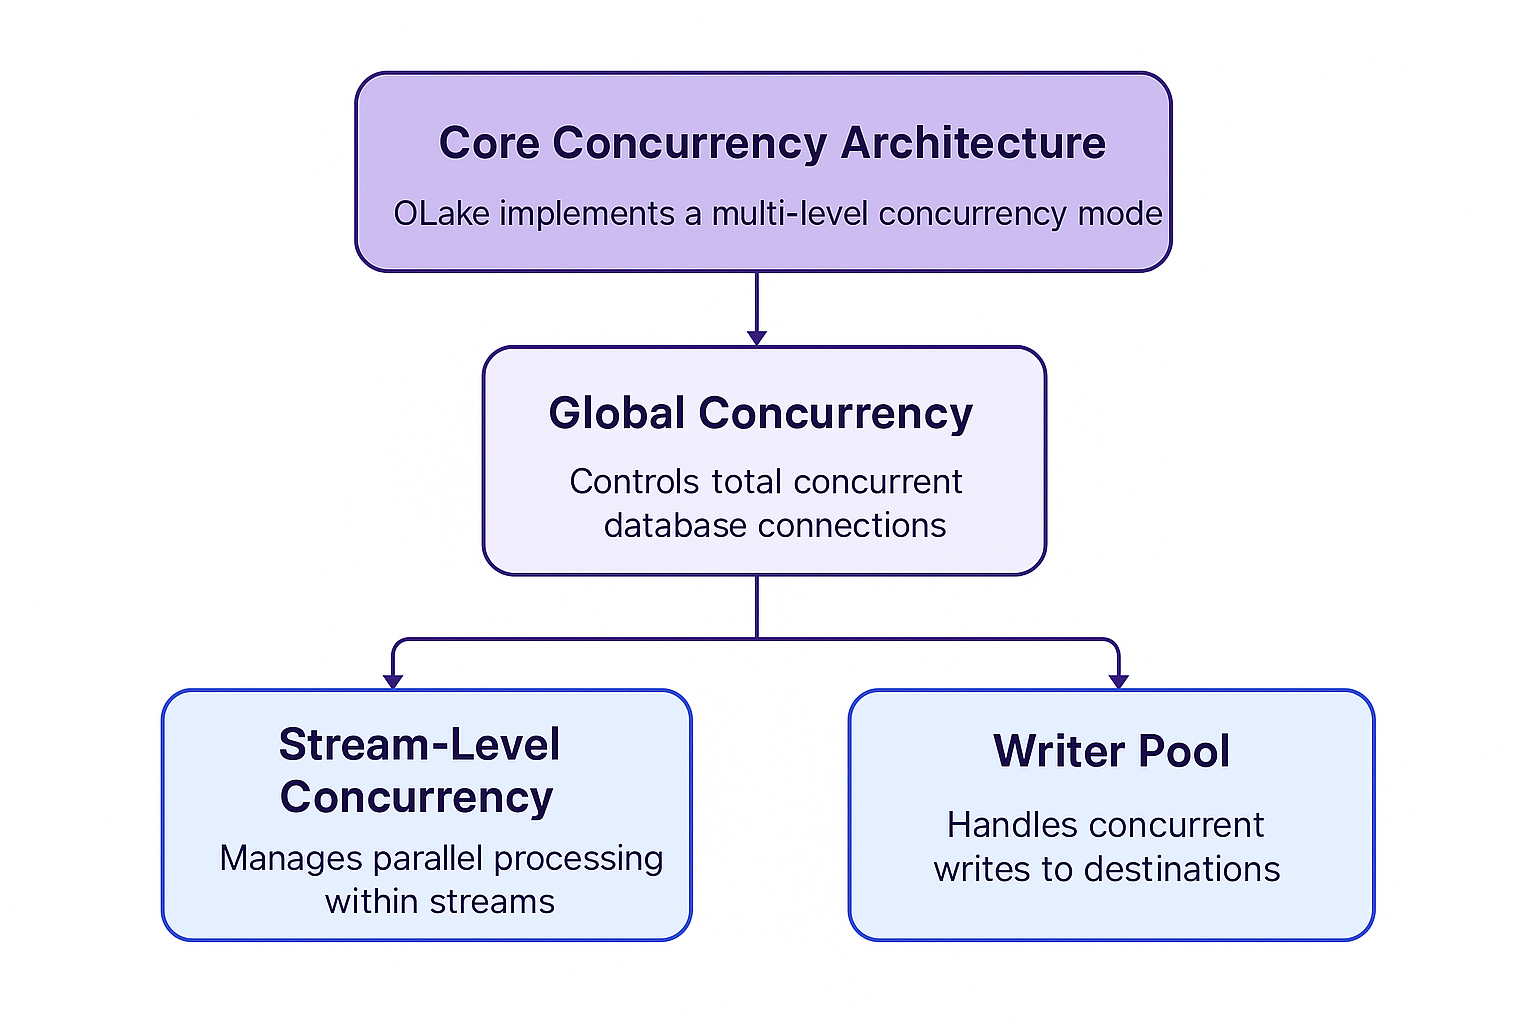 Core Concurrency Architecture
OLake implements a multi-level concurrency mode
Global Concurrency
Controls total concurrent
database connections
Stream-Level
Concurrency
Manages parallel processing
within streams
Writer Pool
Handles concurrent
writes to destinations